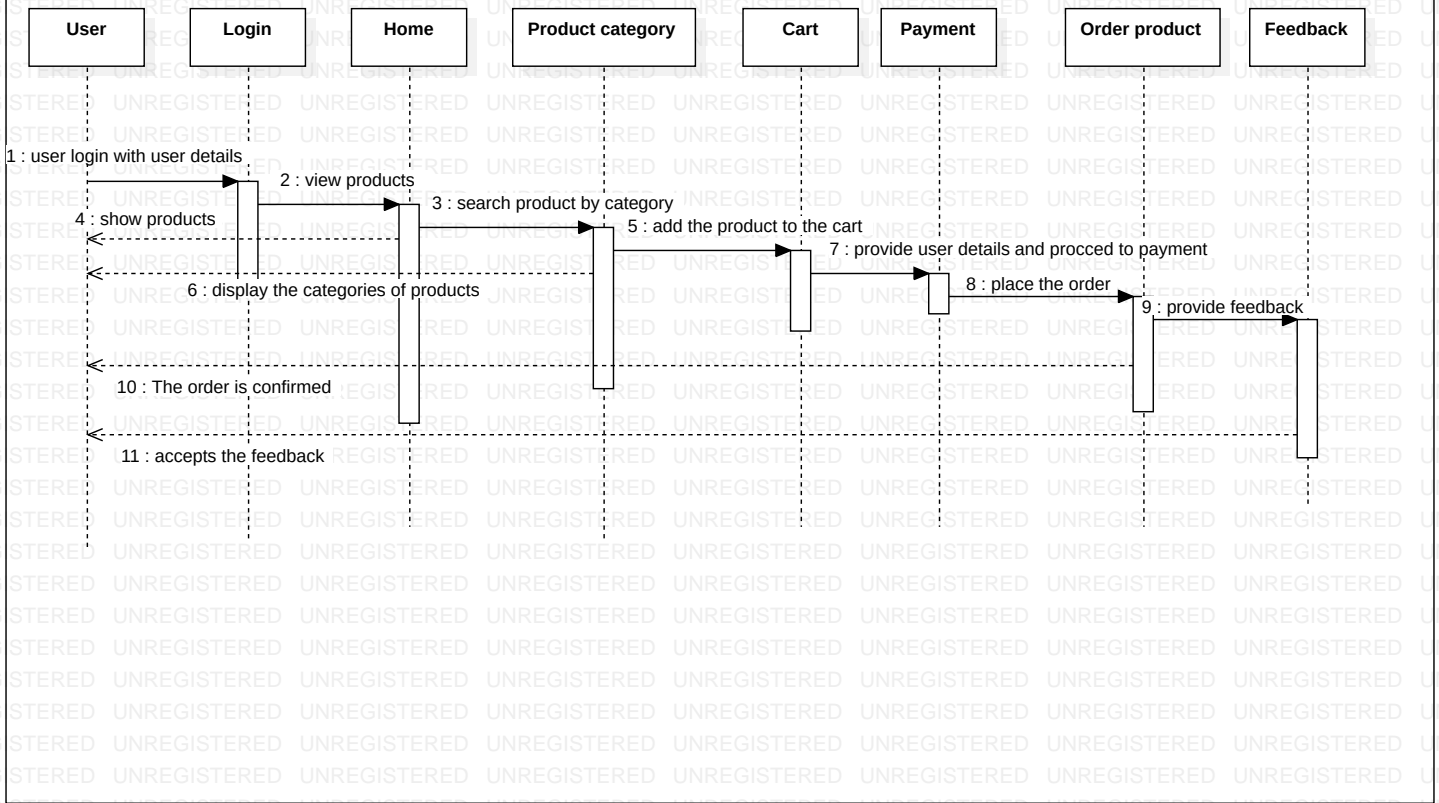 User
Login
Home
Product category
Cart
Payment
Order product
Feedback
1 : user login with user details
2 : view products
3 : search product by category
4 : show products
5 : add the product to the cart
7 : provide user details and procced to payment
6 : display the categories of products
8 : place the order
9 : provide feedback
10 : The order is confirmed
11 : accepts the feedback
UNREGISTERED